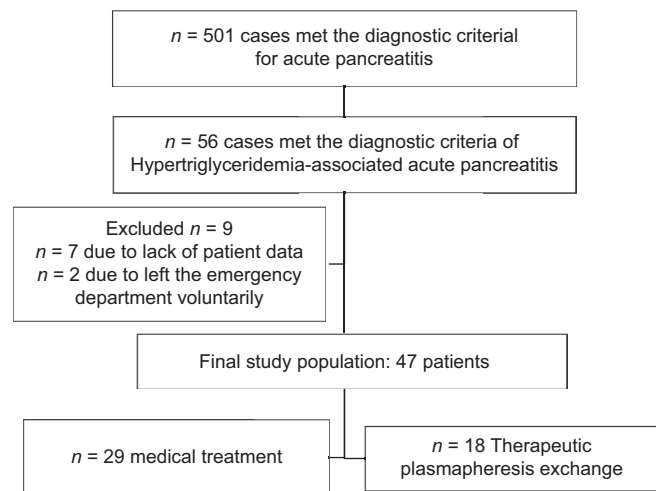 n = 501 cases met the diagnostic criterial
for acute pancreatitis
n = 56 cases met the diagnostic criteria of
Hypertriglyceridemia-associated acute pancreatitis
Excluded n = 9
n = 7 due to lack of patient data
n = 2 due to left the emergency
department voluntarily
Final study population: 47 patients
n = 29 medical treatment
n = 18 Therapeutic
plasmapheresis exchange